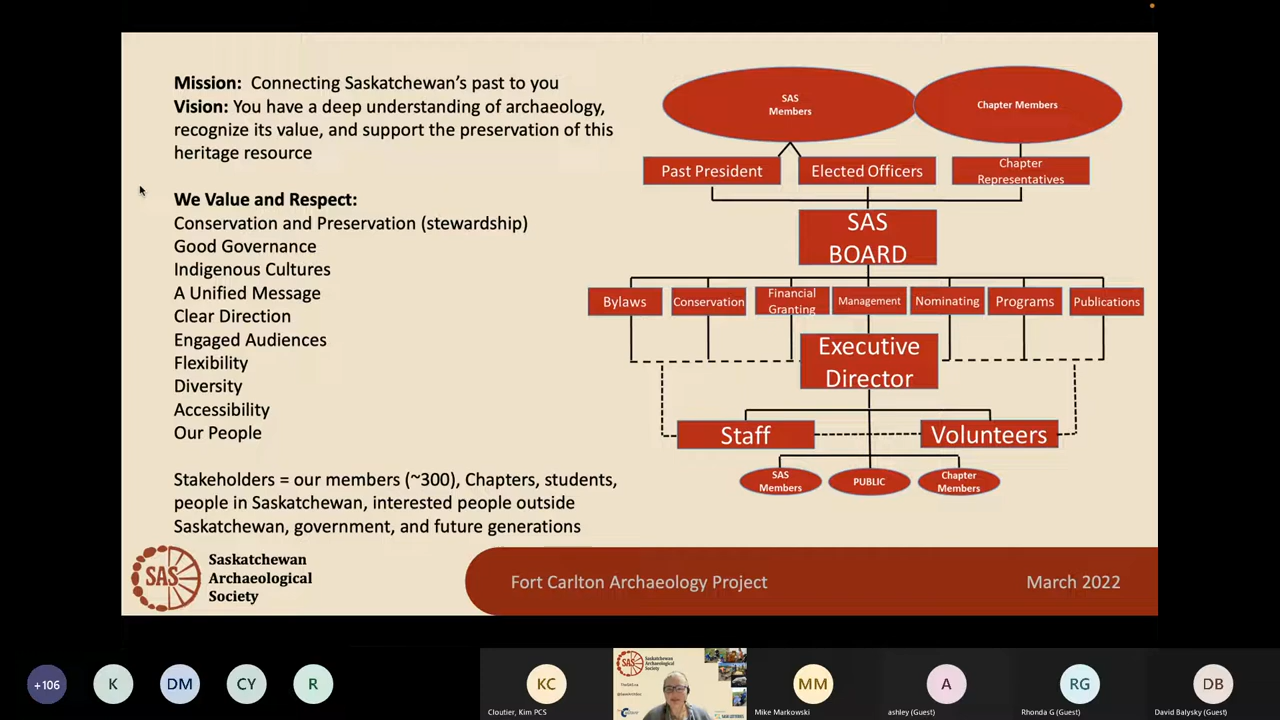 Mission: Connecting Saskatchewan's past to you
Vision: You have a deep understanding of archaeology,
recognize its value, and support the preservation of this
heritage resource
We Value and Respect:
Conservation and Preservation (stewardship)
Good Governance
Indigenous Cultures
A Unified Message
Clear Direction
Engaged Audiences
Flexibility
Diversity
Accessibility
Our People
Stakeholders = our members (~300), Chapters, students,
people in Saskatchewan, interested people outside
Saskatchewan, government, and future generations
SAS
Members
Chapter Members
Past President
Elected Officers
Chapter
Representatives
SAS
BOARD
Bylaws
Conservation
Financial
Granting
Management
Nominating
Programs
Publications
Executive
Director
Staff
Volunteers
SAS
Members
PUBLIC
Chapter
Members
SAS
Saskatchewan
Archaeological
Society
Fort Carlton Archaeology Project
March 2022
+106
K
DM
CY
R
KC
Cloutier, Kim PCS
SAS
Saskatchewan
Archaeological
Society
MM
Mike Markowski
A
ashley (Guest)
RG
Rhonda G (Guest)
DB
David Balysky (Guest)